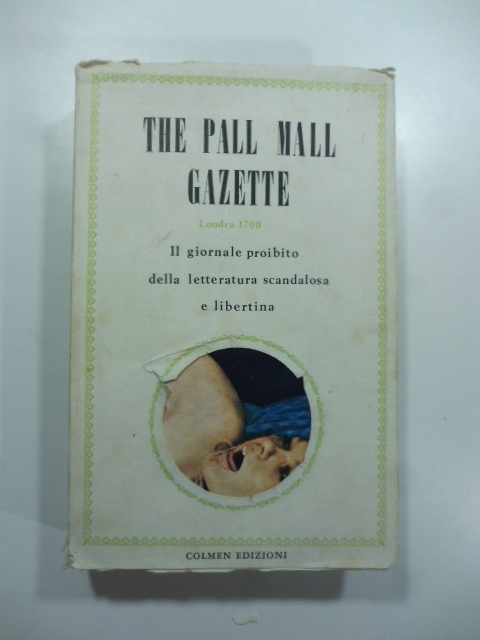 THE PALL MALL
GAZETTE
Londra 1700
Il giornale proibito
della letteratura scandalosa
e libertina
COLMEN EDIZIONI